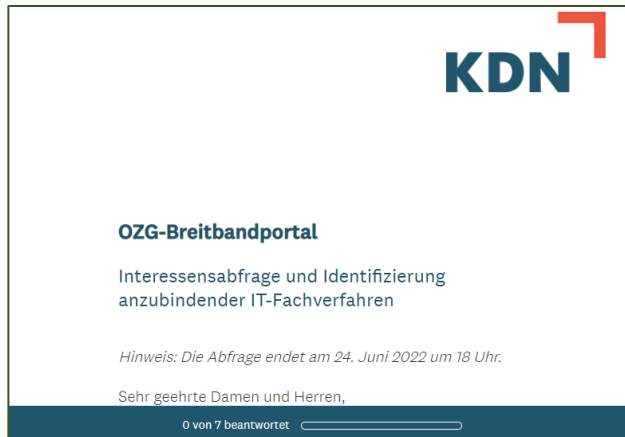 KDN
OZG-Breitbandportal
Interessensabfrage und Identifizierung
anzubindender IT-Fachverfahren
Hinweis: Die Abfrage endet am 24. Juni 2022 um 18 Uhr.
Sehr geehrte Damen und Herren,
0 von 7 beantwortet